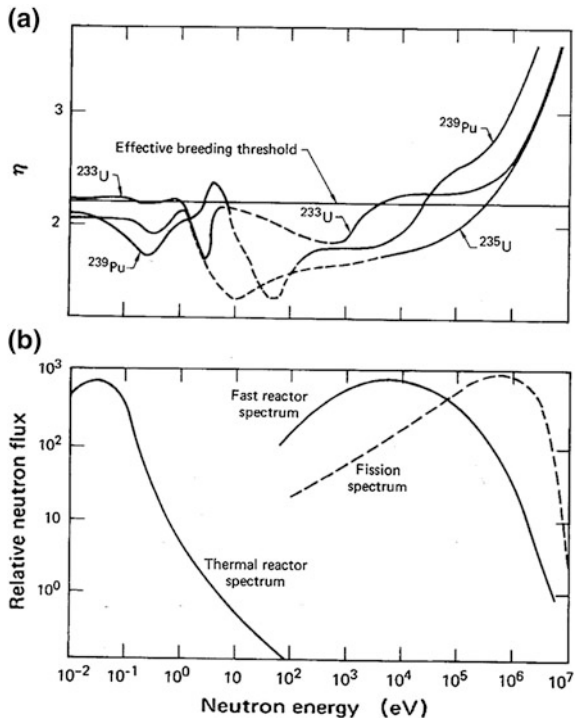 (a)
3
η
2
Effective breeding threshold
²³³U
²³⁹Pu
²³⁹Pu
²³³U
²³⁵U
(b)
10³
10²
10
10⁰
Relative neutron flux
Fast reactor
spectrum
Fission
spectrum
Thermal reactor
spectrum
10⁻² 10⁻¹ 10⁰ 10 10² 10³ 10⁴ 10⁵ 10⁶ 10⁷
Neutron energy (eV)